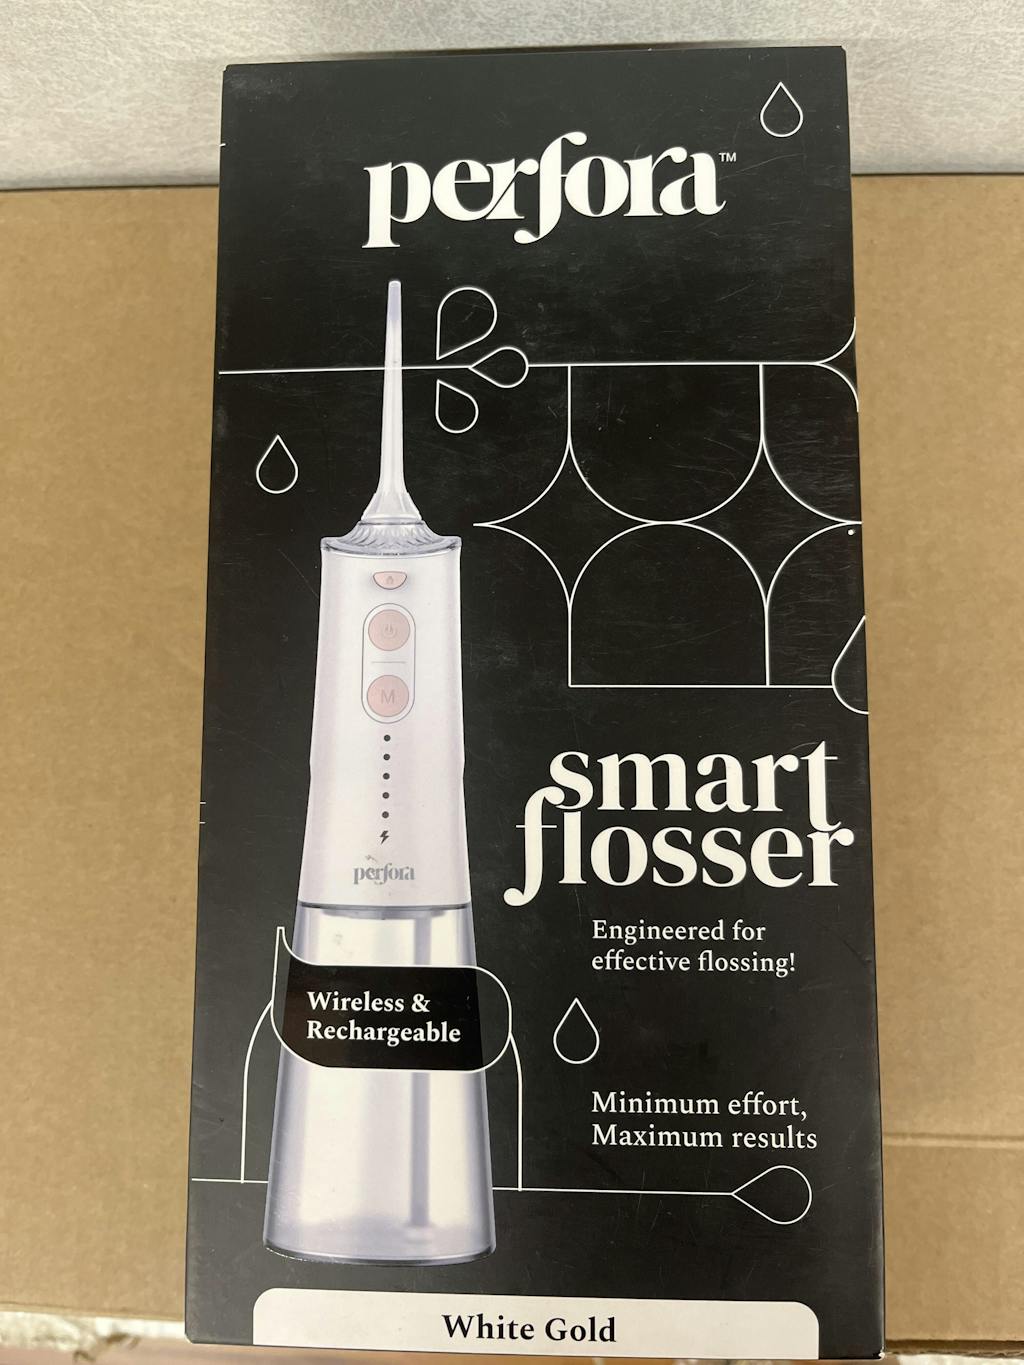 perfora™
M
perfora
smart
flosser
Engineered for
effective flossing!
Wireless &
Rechargeable
Minimum effort,
Maximum results
White Gold